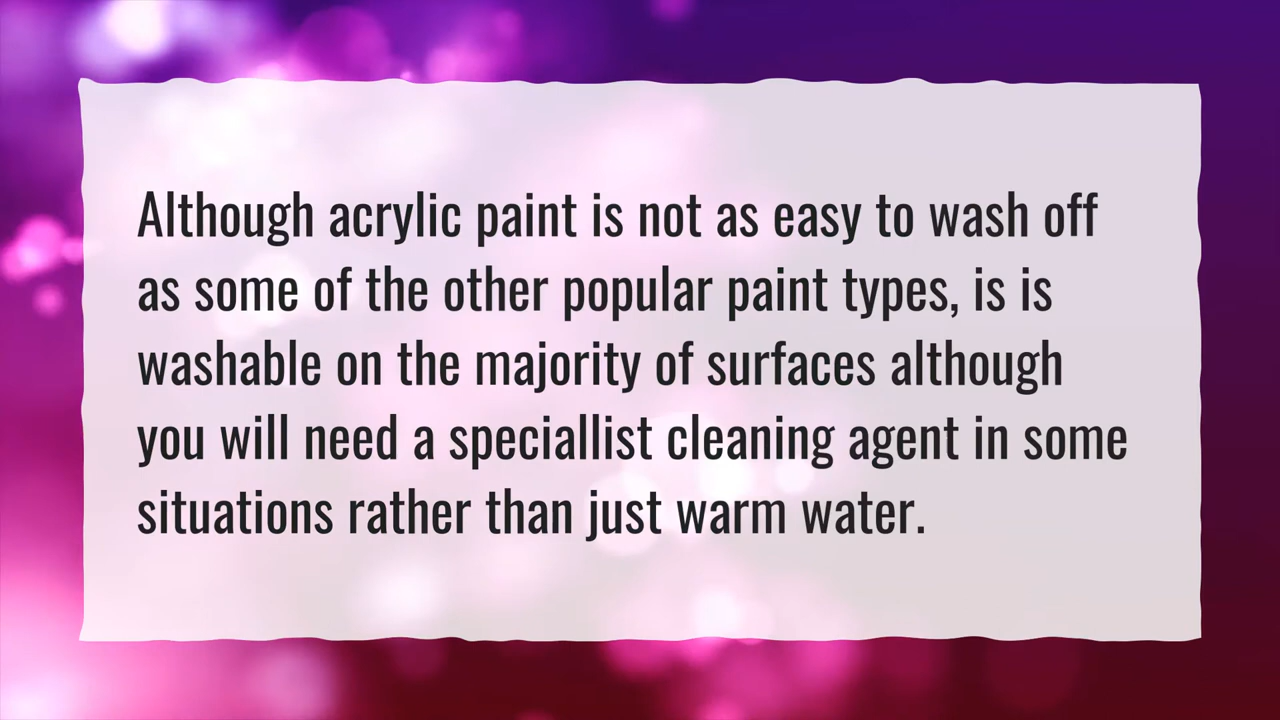 Although acrylic paint is not as easy to wash off
as some of the other popular paint types, is is
washable on the majority of surfaces although
you will need a speciallist cleaning agent in some
situations rather than just warm water.